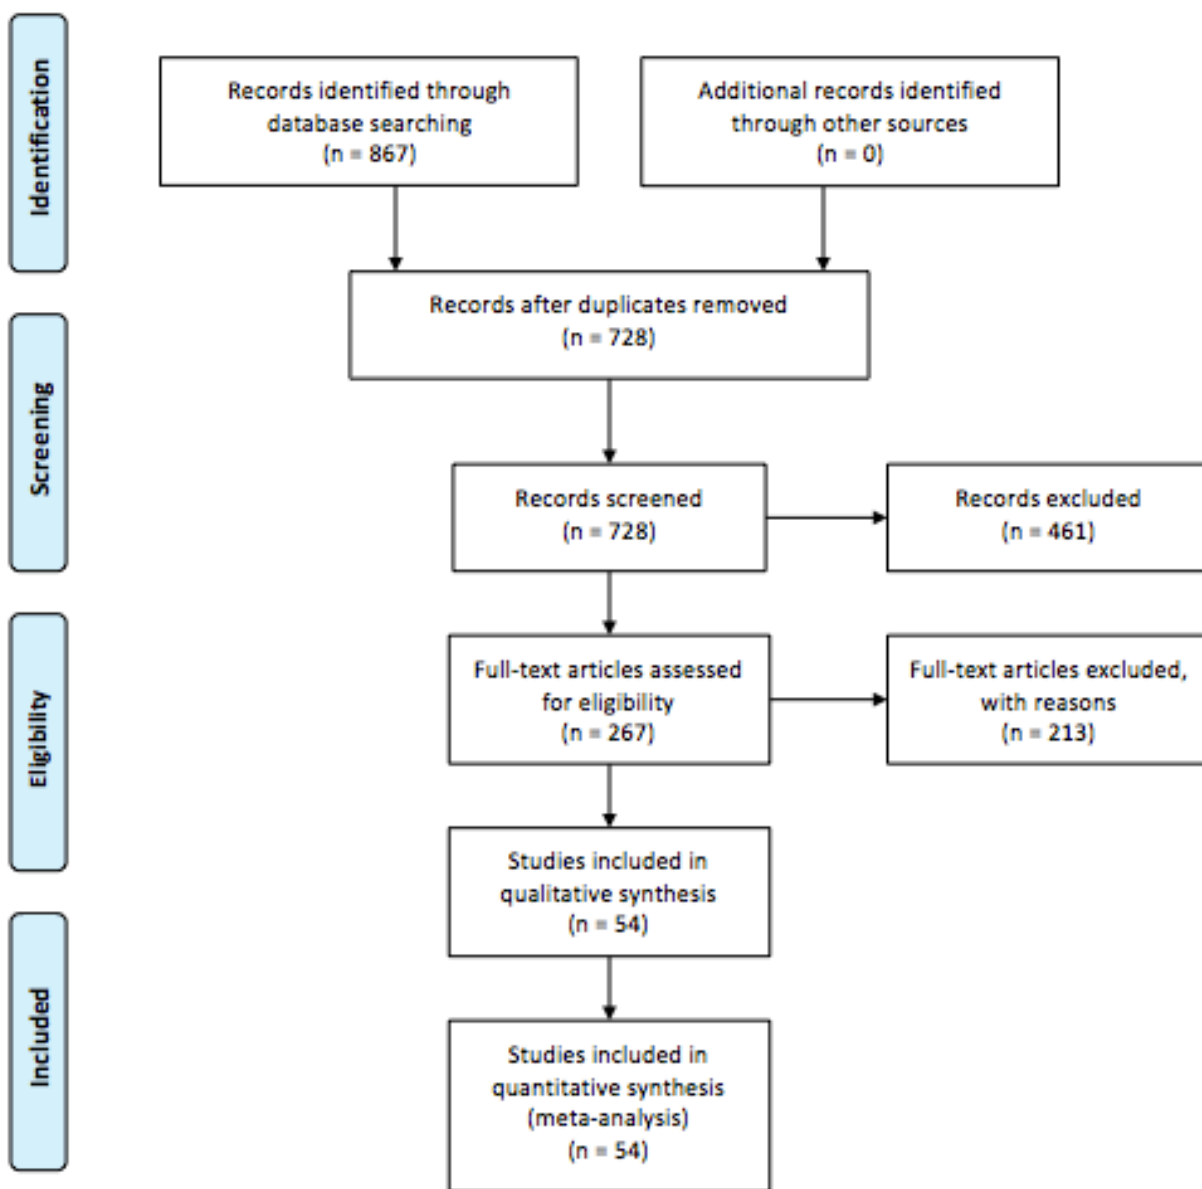 Identification
Records identified through
database searching
(n = 867)
Additional records identified
through other sources
(n = 0)
Records after duplicates removed
(n = 728)
Screening
Records screened
(n = 728)
Records excluded
(n = 461)
Eligibility
Full-text articles assessed
for eligibility
(n = 267)
Full-text articles excluded,
with reasons
(n = 213)
Studies included in
qualitative synthesis
(n = 54)
Included
Studies included in
quantitative synthesis
(meta-analysis)
(n = 54)